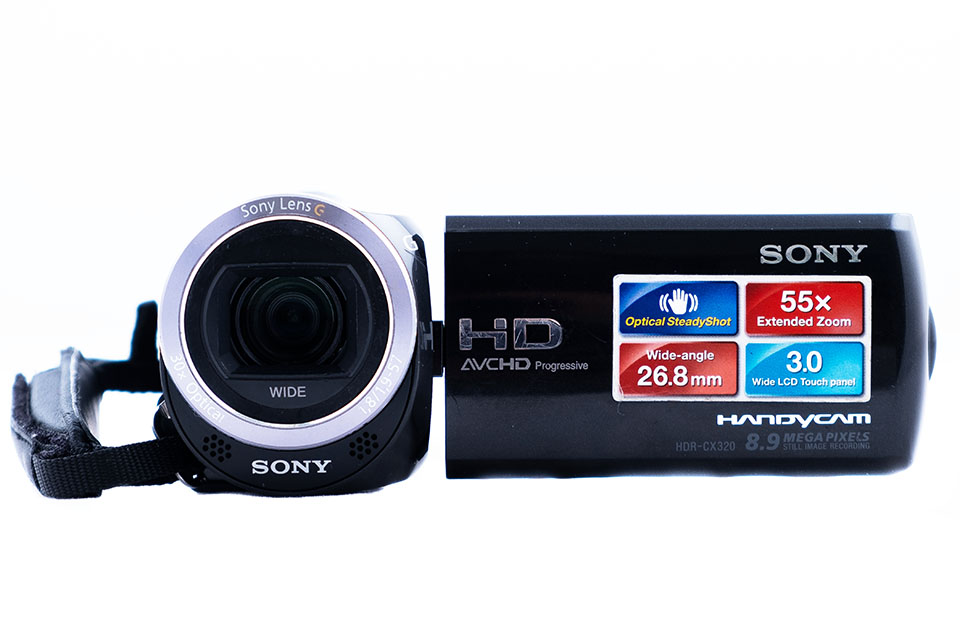 Sony Lens G
30x Optical
1.8/1.9-57
WIDE
SONY
HD
AVCHD Progressive
SONY
Optical SteadyShot
55x
Extended Zoom
Wide-angle
26.8mm
3.0
Wide LCD Touch panel
HANDYCAM
HDR-CX320
8.9 MEGA PIXELS
STILL IMAGE RECORDING